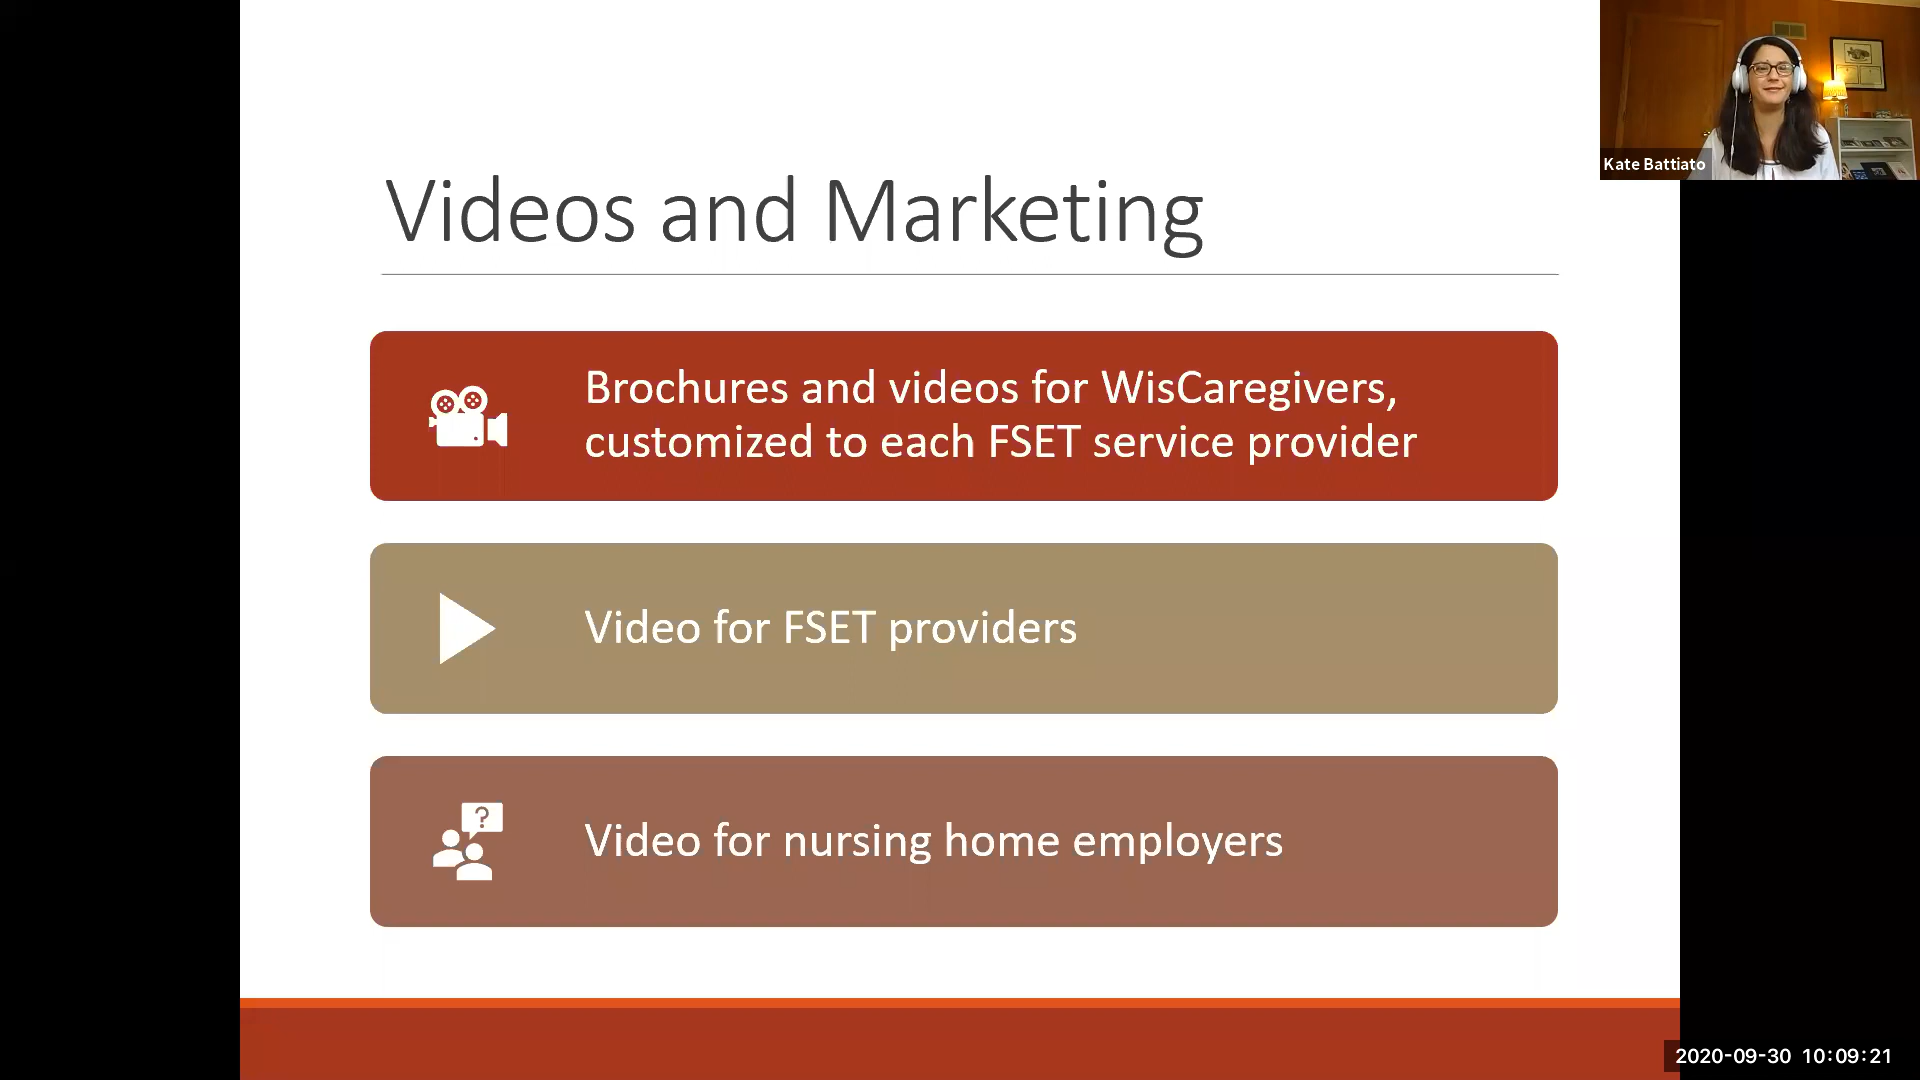 Videos and Marketing
Brochures and videos for WisCaregivers,
customized to each FSET service provider
Video for FSET providers
?
Video for nursing home employers
Kate Battiato
2020-09-30 10:09:21